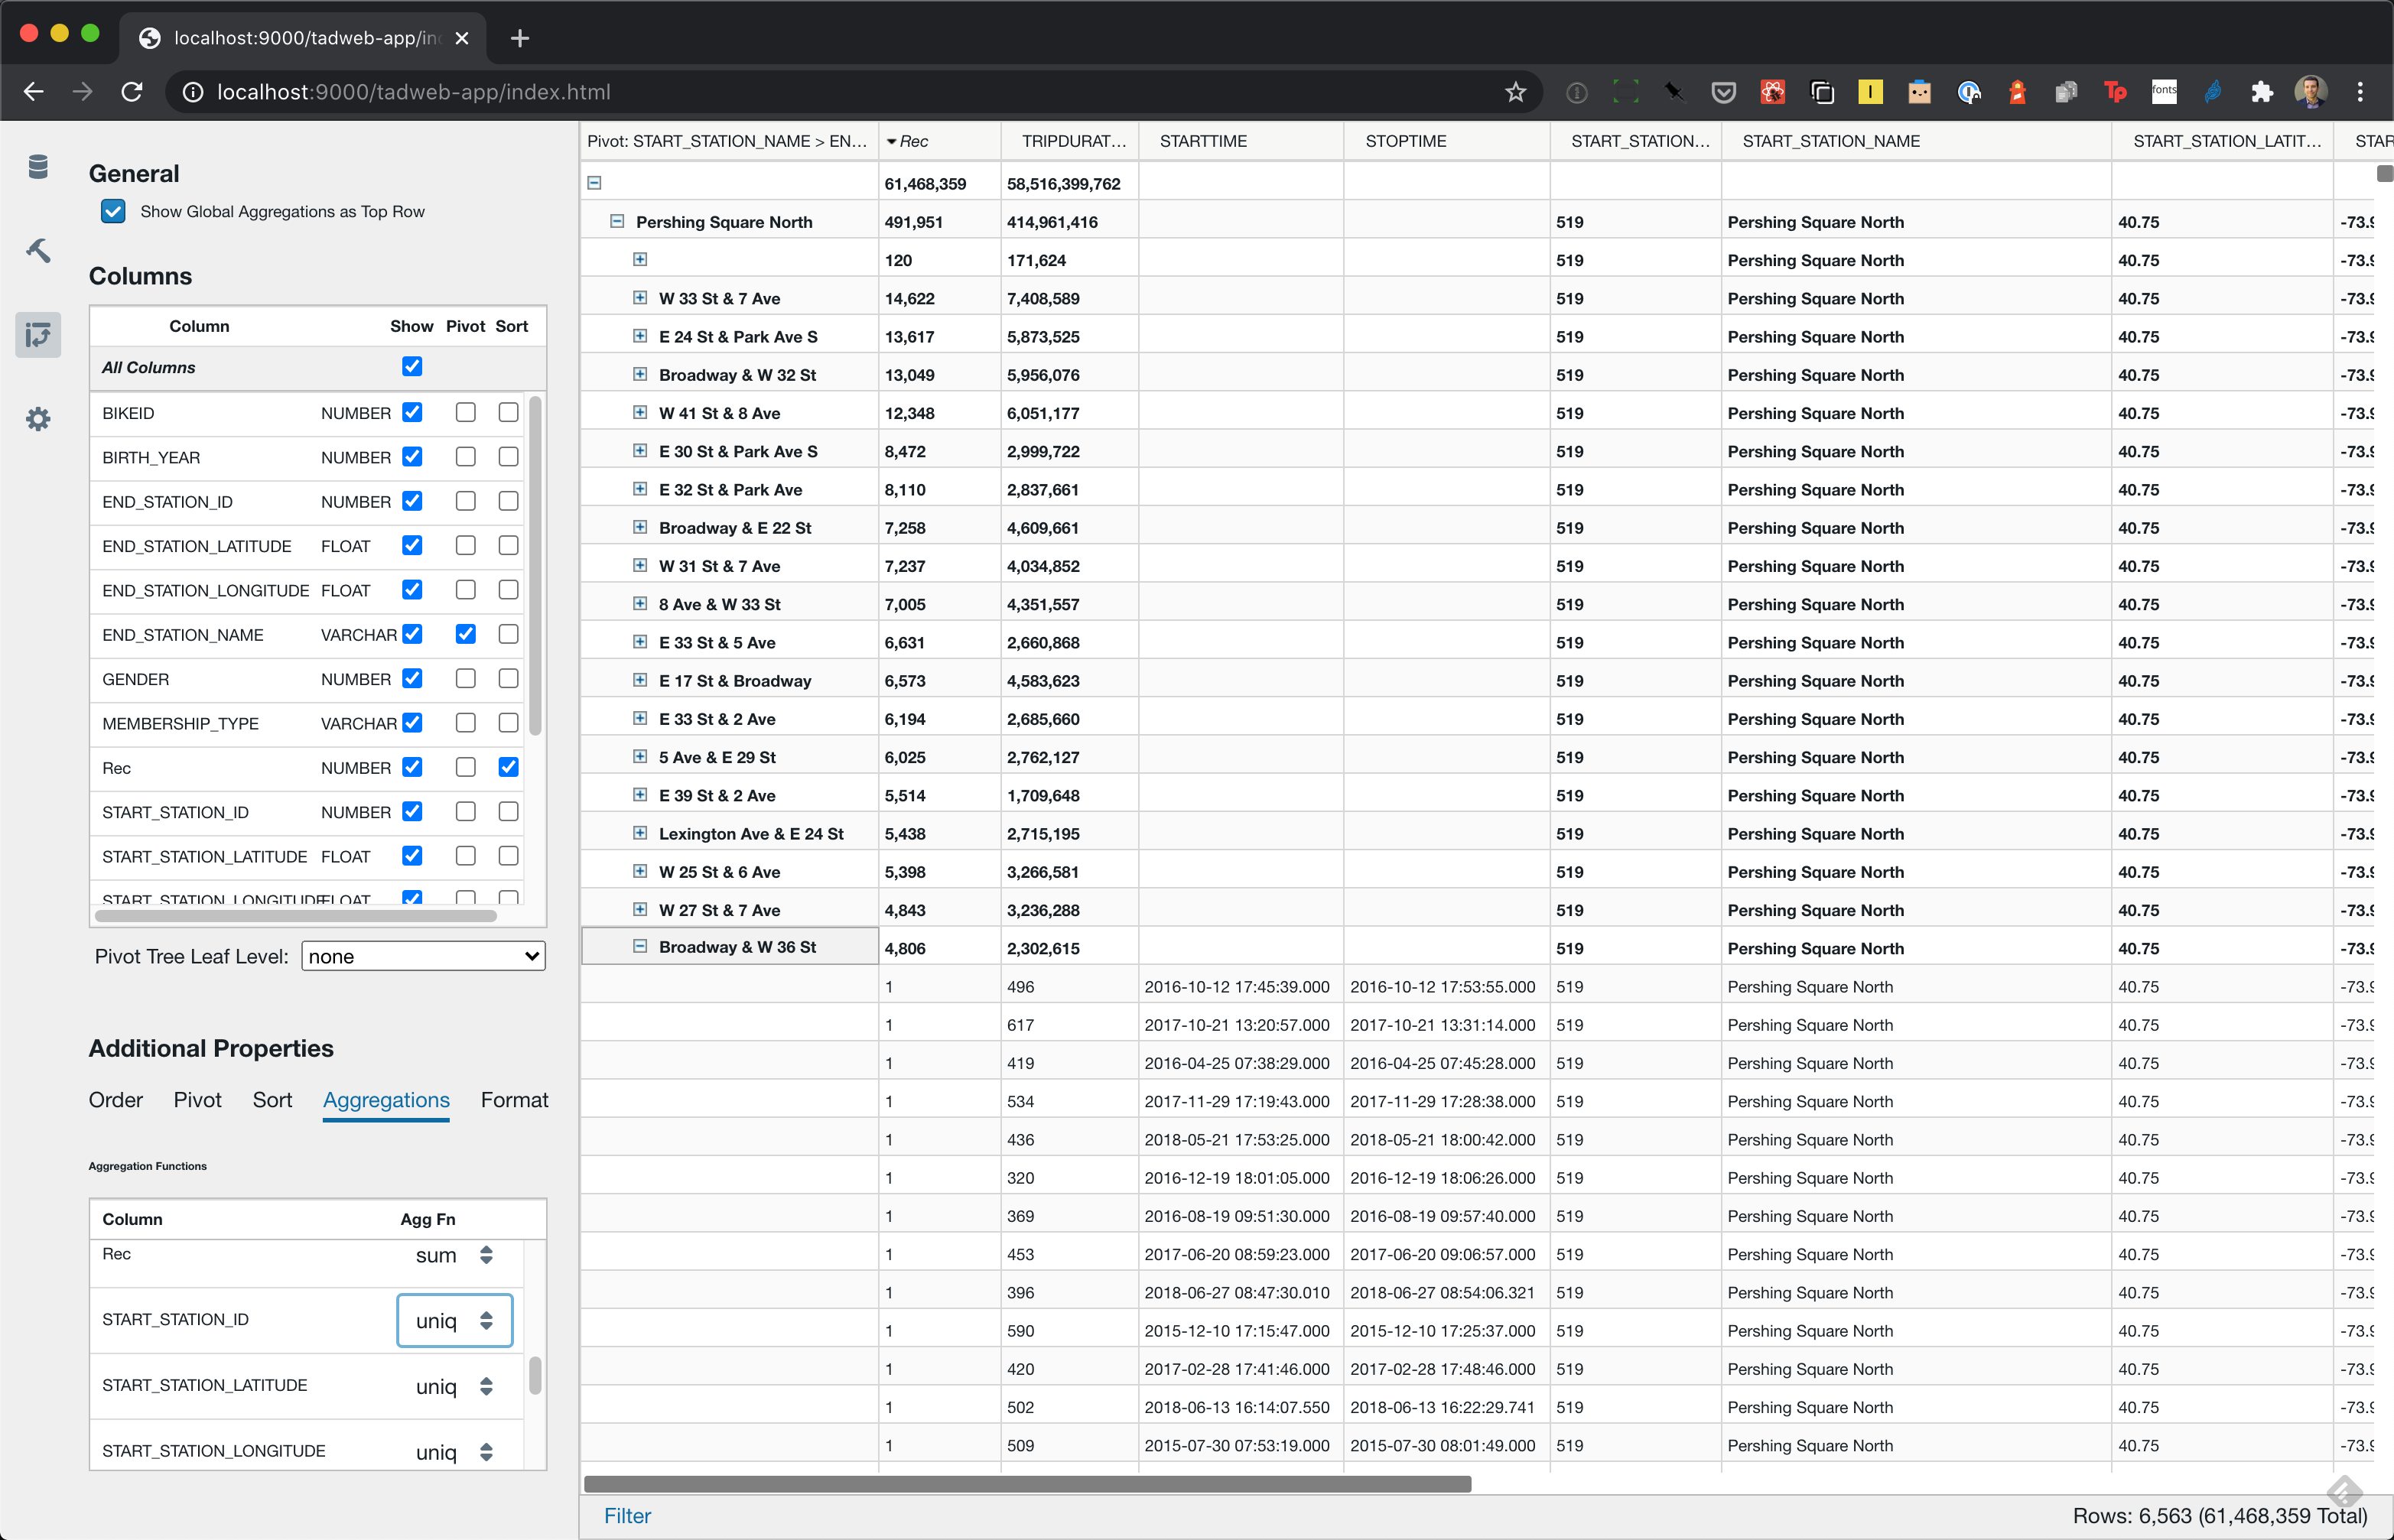 localhost:9000/tadweb-app/in
localhost:9000/tadweb-app/index.html
I
Tp
fonts
General
Show Global Aggregations as Top Row
Columns
Column Show Pivot Sort
All Columns
BIKEID NUMBER
BIRTH_YEAR NUMBER
END_STATION_ID NUMBER
END_STATION_LATITUDE FLOAT
END_STATION_LONGITUDE FLOAT
END_STATION_NAME VARCHAR
GENDER NUMBER
MEMBERSHIP_TYPE VARCHAR
Rec NUMBER
START_STATION_ID NUMBER
START_STATION_LATITUDE FLOAT
START_STATION_LONGITUDE FLOAT
Pivot Tree Leaf Level: none
Additional Properties
Order Pivot Sort Aggregations Format
Aggregation Functions
Column Agg Fn
Rec sum
START_STATION_ID uniq
START_STATION_LATITUDE uniq
START_STATION_LONGITUDE uniq
Pivot: START_STATION_NAME > EN... Rec TRIPDURAT... STARTTIME STOPTIME START_STATION... START_STATION_NAME START_STATION_LATIT... STAR
61,468,359 58,516,399,762
Pershing Square North 491,951 414,961,416 519 Pershing Square North 40.75 -73.9
120 171,624 519 Pershing Square North 40.75 -73.9
W 33 St & 7 Ave 14,622 7,408,589 519 Pershing Square North 40.75 -73.9
E 24 St & Park Ave S 13,617 5,873,525 519 Pershing Square North 40.75 -73.9
Broadway & W 32 St 13,049 5,956,076 519 Pershing Square North 40.75 -73.9
W 41 St & 8 Ave 12,348 6,051,177 519 Pershing Square North 40.75 -73.9
E 30 St & Park Ave S 8,472 2,999,722 519 Pershing Square North 40.75 -73.9
E 32 St & Park Ave 8,110 2,837,661 519 Pershing Square North 40.75 -73.9
Broadway & E 22 St 7,258 4,609,661 519 Pershing Square North 40.75 -73.9
W 31 St & 7 Ave 7,237 4,034,852 519 Pershing Square North 40.75 -73.9
8 Ave & W 33 St 7,005 4,351,557 519 Pershing Square North 40.75 -73.9
E 33 St & 5 Ave 6,631 2,660,868 519 Pershing Square North 40.75 -73.9
E 17 St & Broadway 6,573 4,583,623 519 Pershing Square North 40.75 -73.9
E 33 St & 2 Ave 6,194 2,685,660 519 Pershing Square North 40.75 -73.9
5 Ave & E 29 St 6,025 2,762,127 519 Pershing Square North 40.75 -73.9
E 39 St & 2 Ave 5,514 1,709,648 519 Pershing Square North 40.75 -73.9
Lexington Ave & E 24 St 5,438 2,715,195 519 Pershing Square North 40.75 -73.9
W 25 St & 6 Ave 5,398 3,266,581 519 Pershing Square North 40.75 -73.9
W 27 St & 7 Ave 4,843 3,236,288 519 Pershing Square North 40.75 -73.9
Broadway & W 36 St 4,806 2,302,615 519 Pershing Square North 40.75 -73.9
1 496 2016-10-12 17:45:39.000 2016-10-12 17:53:55.000 519 Pershing Square North 40.75 -73.9
1 617 2017-10-21 13:20:57.000 2017-10-21 13:31:14.000 519 Pershing Square North 40.75 -73.9
1 419 2016-04-25 07:38:29.000 2016-04-25 07:45:28.000 519 Pershing Square North 40.75 -73.9
1 534 2017-11-29 17:19:43.000 2017-11-29 17:28:38.000 519 Pershing Square North 40.75 -73.9
1 436 2018-05-21 17:53:25.000 2018-05-21 18:00:42.000 519 Pershing Square North 40.75 -73.9
1 320 2016-12-19 18:01:05.000 2016-12-19 18:06:26.000 519 Pershing Square North 40.75 -73.9
1 369 2016-08-19 09:51:30.000 2016-08-19 09:57:40.000 519 Pershing Square North 40.75 -73.9
1 453 2017-06-20 08:59:23.000 2017-06-20 09:06:57.000 519 Pershing Square North 40.75 -73.9
1 396 2018-06-27 08:47:30.010 2018-06-27 08:54:06.321 519 Pershing Square North 40.75 -73.9
1 590 2015-12-10 17:15:47.000 2015-12-10 17:25:37.000 519 Pershing Square North 40.75 -73.9
1 420 2017-02-28 17:41:46.000 2017-02-28 17:48:46.000 519 Pershing Square North 40.75 -73.9
1 502 2018-06-13 16:14:07.550 2018-06-13 16:22:29.741 519 Pershing Square North 40.75 -73.9
1 509 2015-07-30 07:53:19.000 2015-07-30 08:01:49.000 519 Pershing Square North 40.75 -73.9
Filter
Rows: 6,563 (61,468,359 Total)